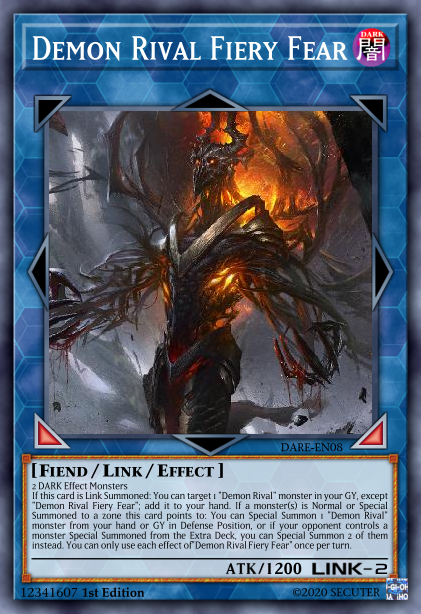 DEMON RIVAL FIERY FEAR
DARK
闇
DARE-EN08
[FIEND / LINK / EFFECT ]
2 DARK Effect Monsters
If this card is Link Summoned: You can target 1 "Demon Rival" monster in your GY, except
"Demon Rival Fiery Fear"; add it to your hand. If a monster(s) is Normal or Special
Summoned to a zone this card points to: You can Special Summon 1 "Demon Rival"
monster from your hand or GY in Defense Position, or if your opponent controls a
monster Special Summoned from the Extra Deck, you can Special Summon 2 of them
instead. You can only use each effect of "Demon Rival Fiery Fear" once per turn.
ATK/1200 LINK-2
12341607 1st Edition
©2020 SECUTER